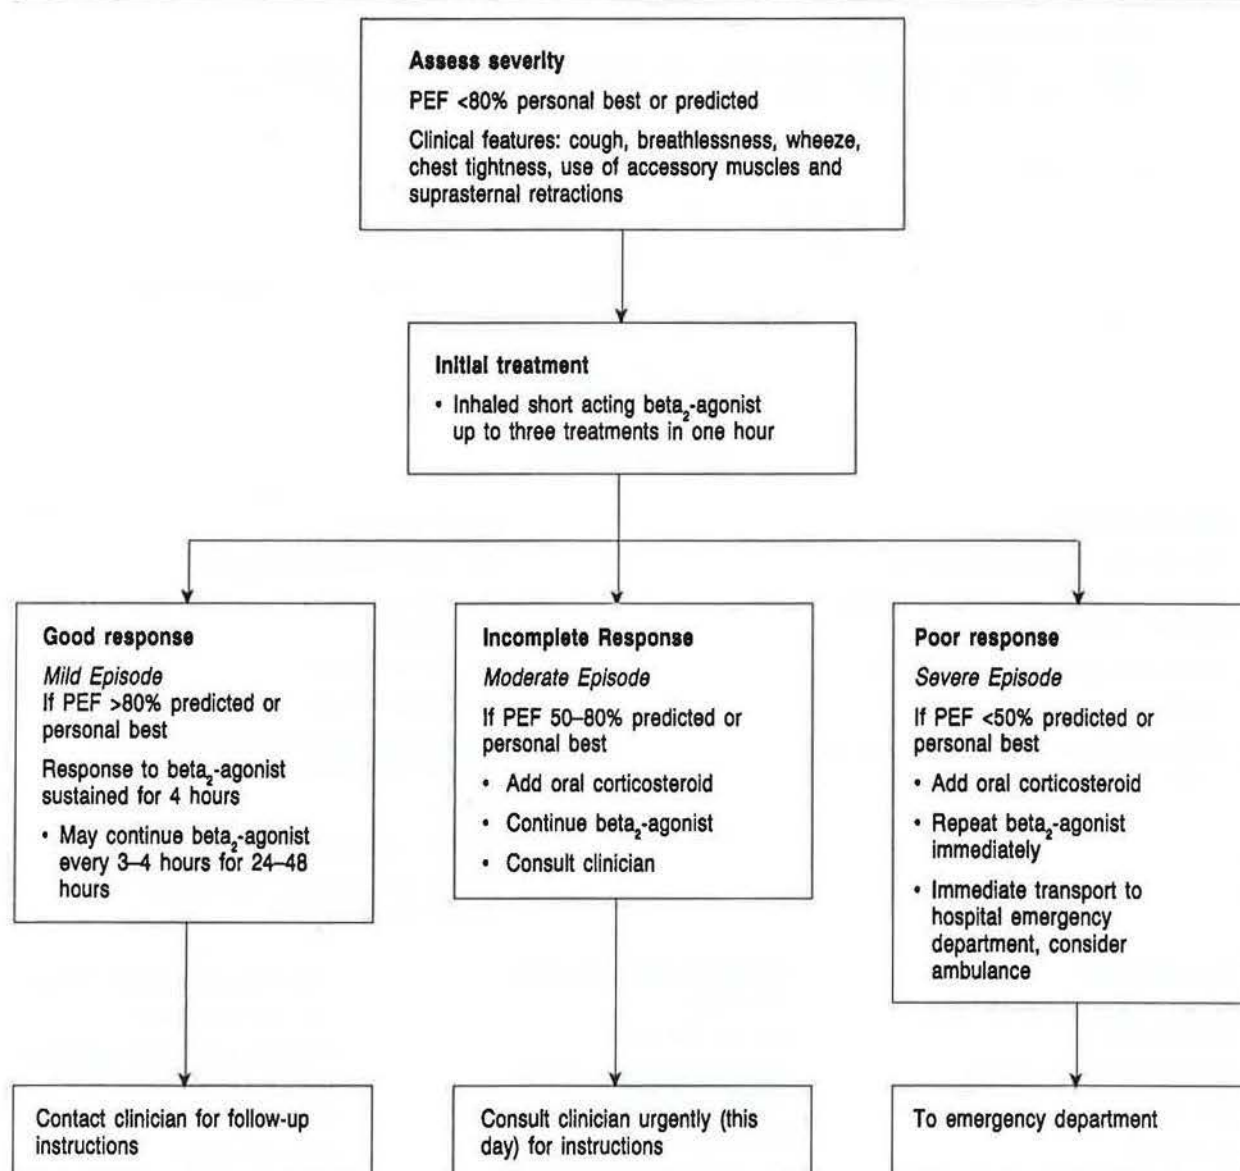 Assess severity
PEF <80% personal best or predicted
Clinical features: cough, breathlessness, wheeze,
chest tightness, use of accessory muscles and
suprasternal retractions
Initial treatment
• Inhaled short acting beta₂-agonist
up to three treatments in one hour
Good response
Mild Episode
If PEF >80% predicted or
personal best
Response to beta₂-agonist
sustained for 4 hours
• May continue beta₂-agonist
every 3–4 hours for 24–48
hours
Incomplete Response
Moderate Episode
If PEF 50–80% predicted or
personal best
• Add oral corticosteroid
• Continue beta₂-agonist
• Consult clinician
Poor response
Severe Episode
If PEF <50% predicted or
personal best
• Add oral corticosteroid
• Repeat beta₂-agonist
immediately
• Immediate transport to
hospital emergency
department, consider
ambulance
Contact clinician for follow-up
instructions
Consult clinician urgently (this
day) for instructions
To emergency department